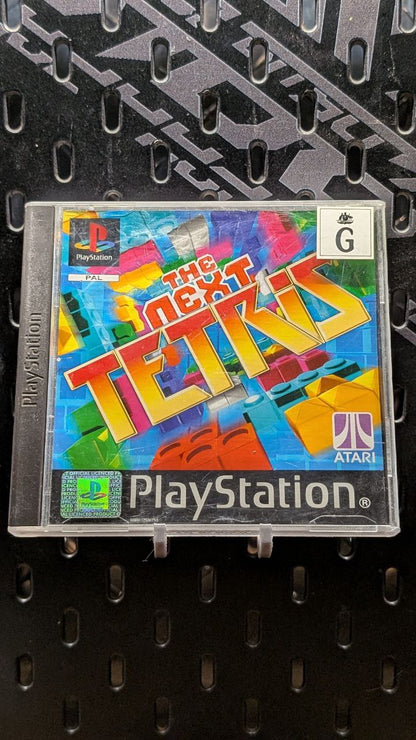 PlayStation
PlayStation
PAL
G
THE
NEXT
TETRIS
ATARI
PlayStation®